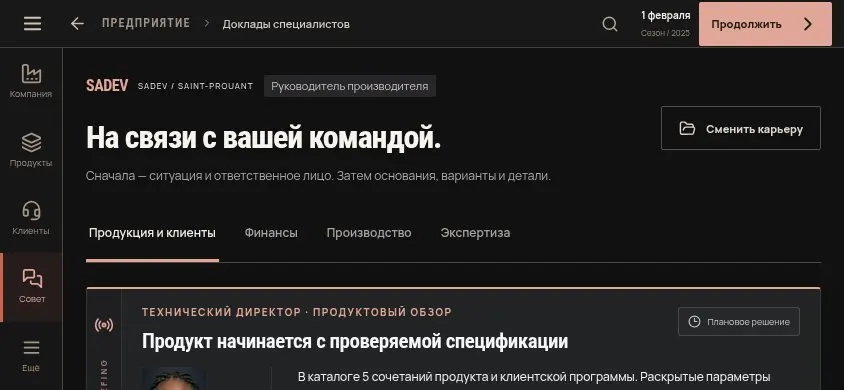 ПРЕДПРИЯТИЕ
Доклады специалистов
1 февраля
Сезон / 2025
Продолжить
Компания
Продукты
Клиенты
Совет
Ещё
SADEV
SADEV / SAINT-PROUANT
Руководитель производителя
На связи с вашей командой.
Сменить карьеру
Сначала — ситуация и ответственное лицо. Затем основания, варианты и детали.
Продукция и клиенты
Финансы
Производство
Экспертиза
ТЕХНИЧЕСКИЙ ДИРЕКТОР · ПРОДУКТОВЫЙ ОБЗОР
Плановое решение
Продукт начинается с проверяемой спецификации
В каталоге 5 сочетаний продукта и клиентской программы. Раскрытые параметры